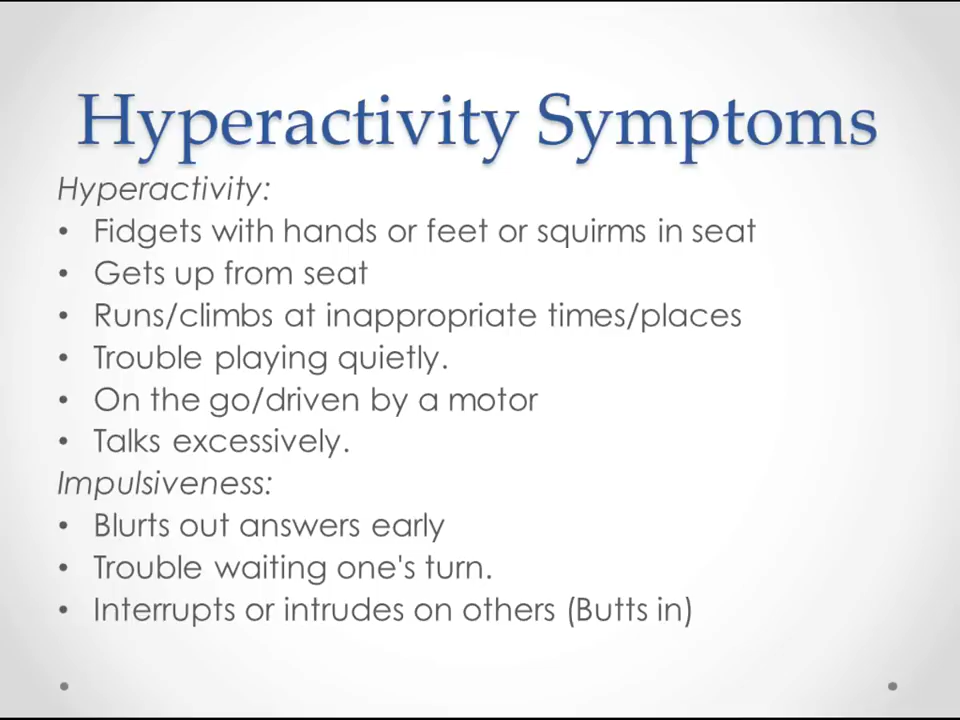 Hyperactivity Symptoms
Hyperactivity:
• Fidgets with hands or feet or squirms in seat
• Gets up from seat
• Runs/climbs at inappropriate times/places
• Trouble playing quietly.
• On the go/driven by a motor
• Talks excessively.
Impulsiveness:
• Blurts out answers early
• Trouble waiting one's turn.
• Interrupts or intrudes on others (Butts in)